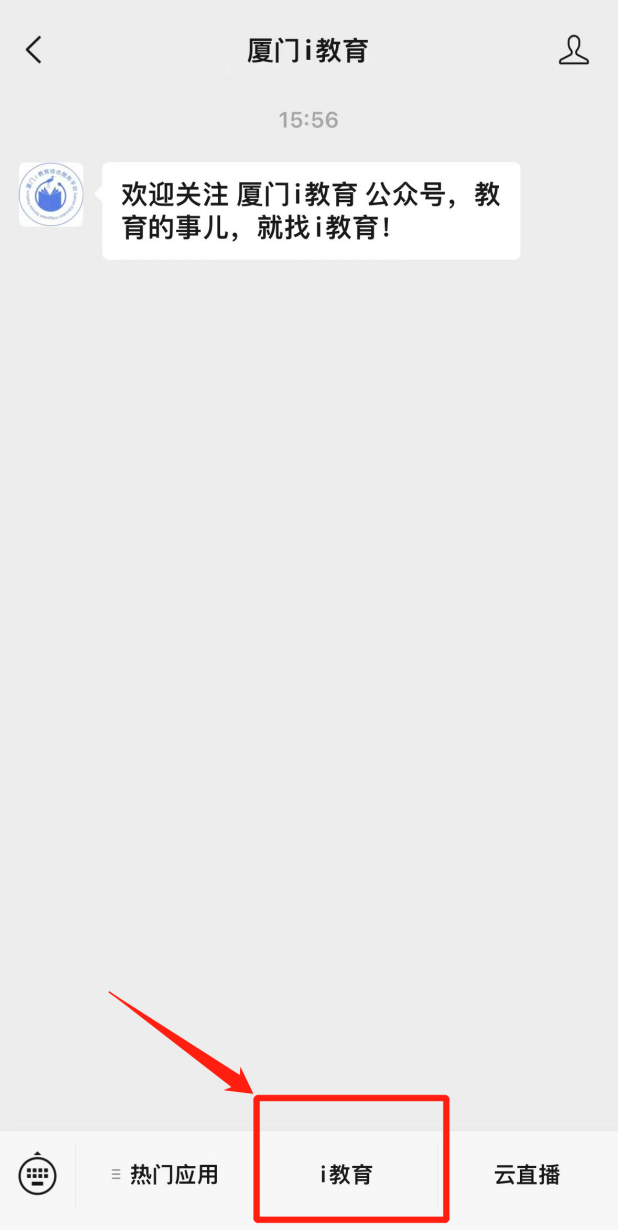 厦门i教育
15:56
欢迎关注 厦门i教育 公众号，教
育的事儿，就找i教育！
热门应用
i教育
云直播